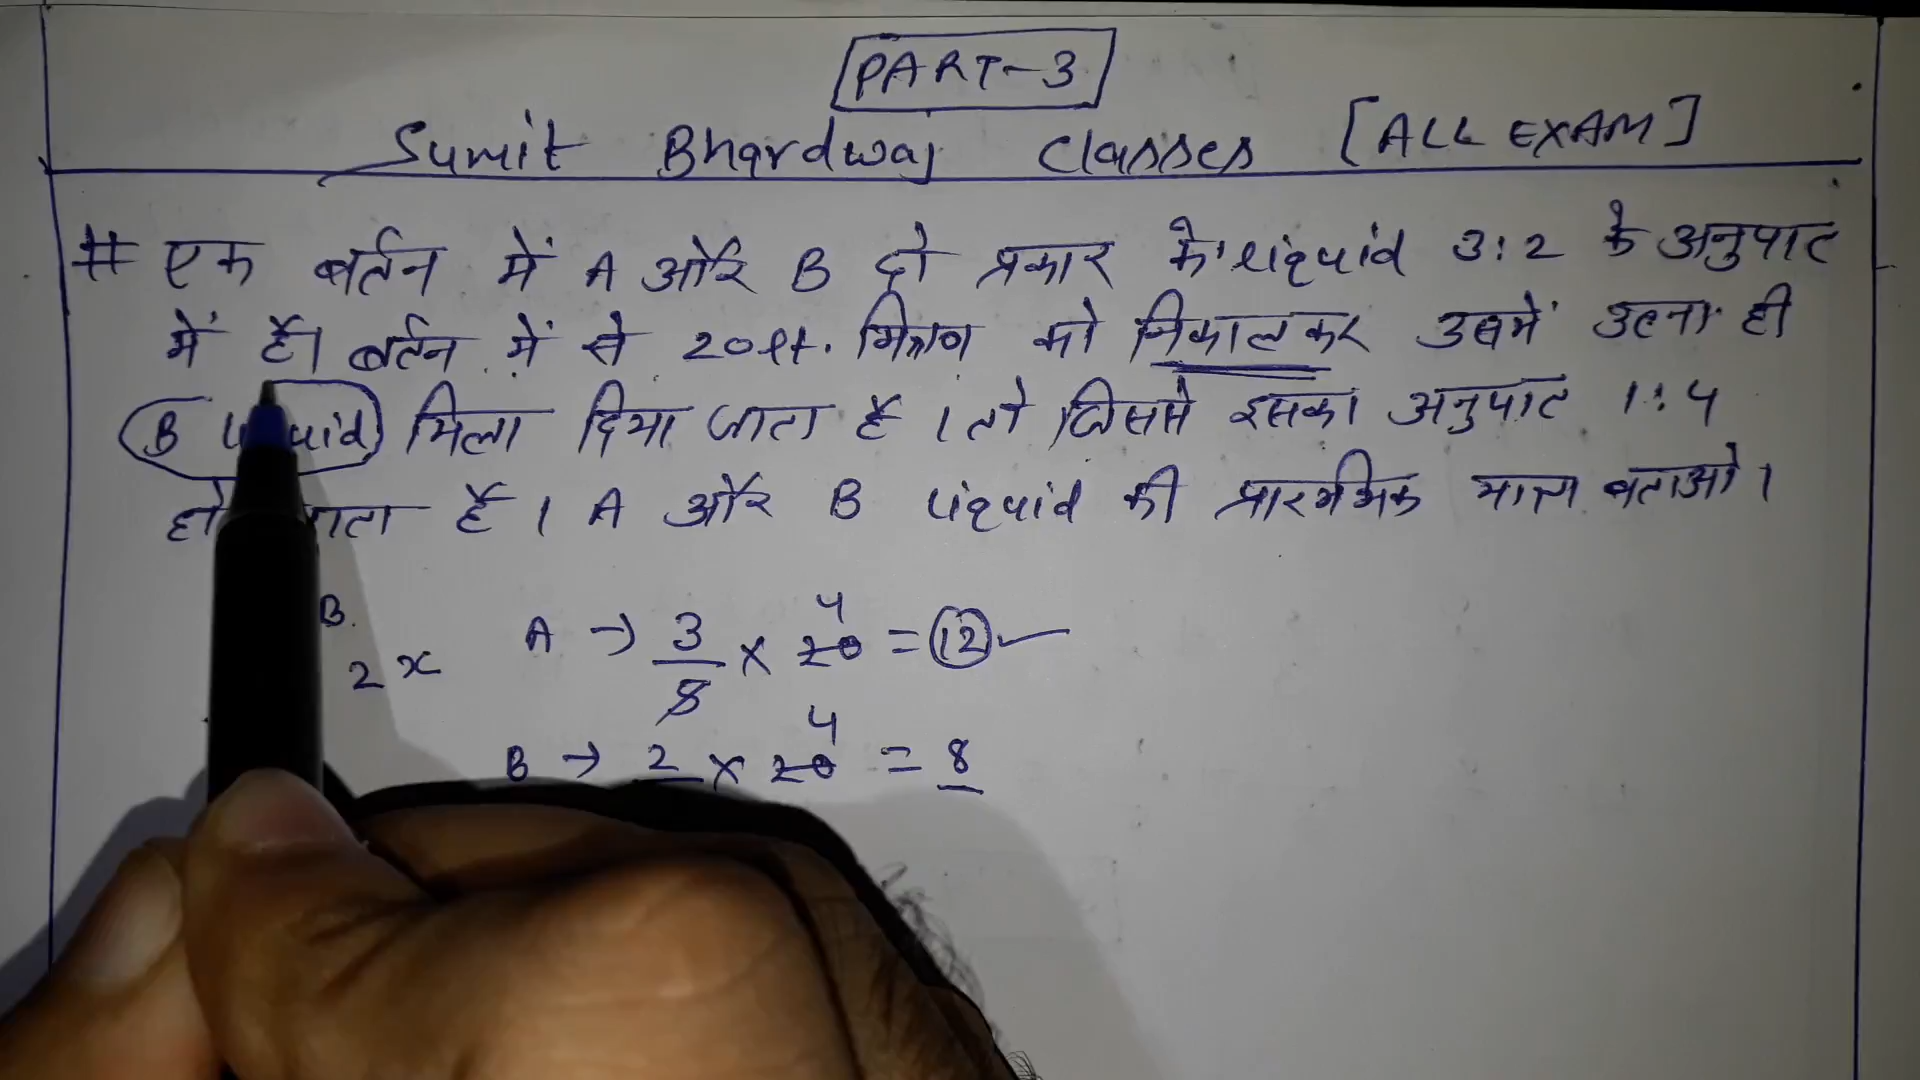 PART-3
Sumit Bhardwaj Classes [ALL EXAM]
# एक बर्तन में A और B दो प्रकार के liquid 3:2 के अनुपात
में है। बर्तन में से 20 lt. मिश्रण को निकालकर उसमें उतना ही
B मिला दिया जाता है । तो जिससे इसका अनुपात 1:4
है । A और B liquid की प्रारम्भिक मात्रा बताओ ।
B.
2x
A → 3/5 × 20 4 = 12
B → 2 × 20 4 = 8